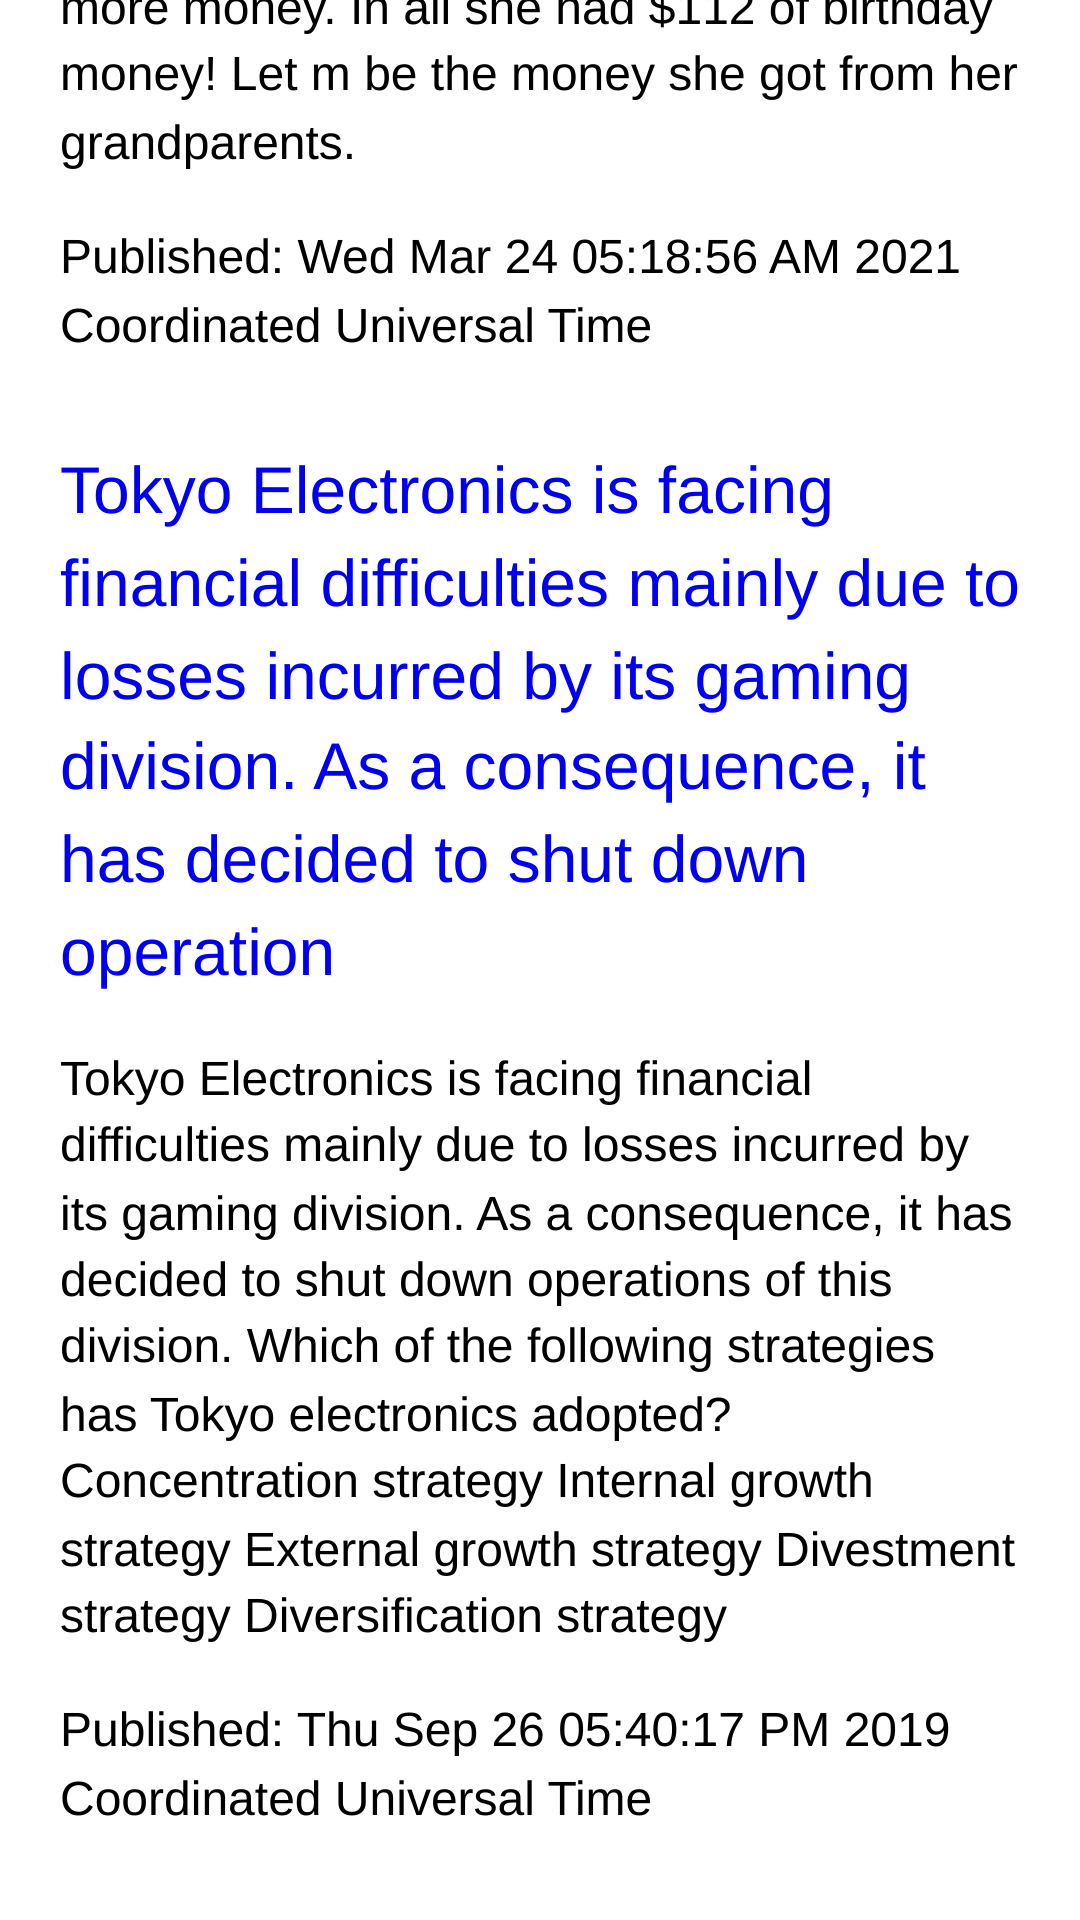 more money. In all she had $112 of birthday
money! Let m be the money she got from her
grandparents.
Published: Wed Mar 24 05:18:56 AM 2021
Coordinated Universal Time
Tokyo Electronics is facing
financial difficulties mainly due to
losses incurred by its gaming
division. As a consequence, it
has decided to shut down
operation
Tokyo Electronics is facing financial
difficulties mainly due to losses incurred by
its gaming division. As a consequence, it has
decided to shut down operations of this
division. Which of the following strategies
has Tokyo electronics adopted?
Concentration strategy Internal growth
strategy External growth strategy Divestment
strategy Diversification strategy
Published: Thu Sep 26 05:40:17 PM 2019
Coordinated Universal Time